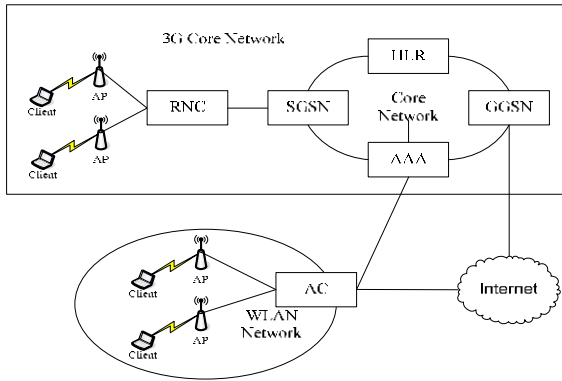 3G Core Network
HLR
AP
Client
RNC
SGSN
Core
Network
GGSN
AP
Client
AAA
AP
Client
AC
Internet
WLAN
Network
AP
Client